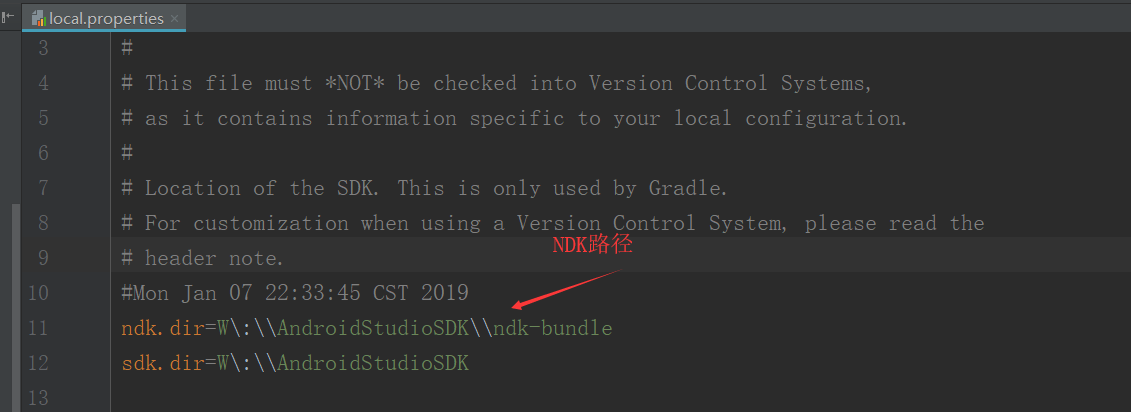 local.properties
3 #
4 # This file must *NOT* be checked into Version Control Systems,
5 # as it contains information specific to your local configuration.
6 #
7 # Location of the SDK. This is only used by Gradle.
8 # For customization when using a Version Control System, please read the
NDK路径
9 # header note.
10 #Mon Jan 07 22:33:45 CST 2019
11 ndk.dir=W\:\\AndroidStudioSDK\\ndk-bundle
12 sdk.dir=W\:\\AndroidStudioSDK
13